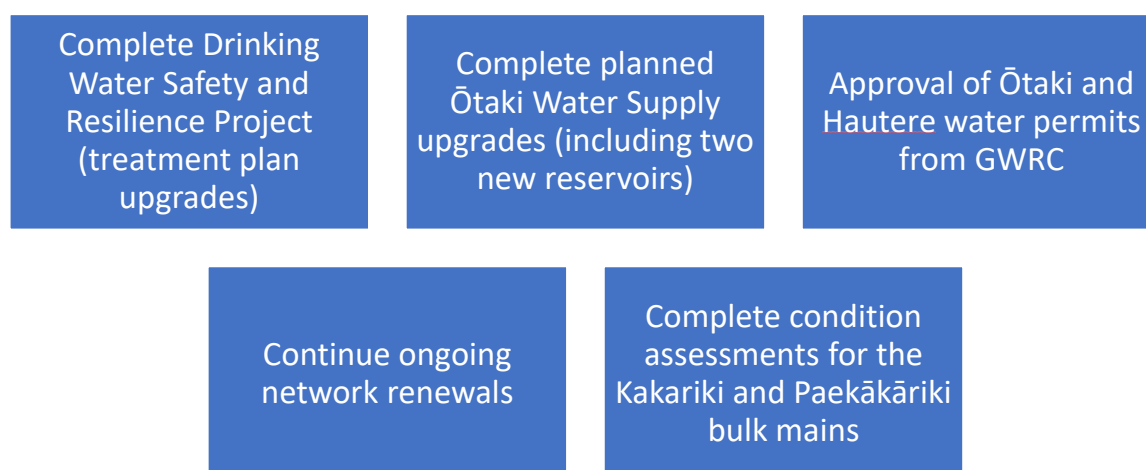 Complete Drinking
Water Safety and
Resilience Project
(treatment plan
upgrades)
Complete planned
Ōtaki Water Supply
upgrades (including two
new reservoirs)
Approval of Ōtaki and
Hautere water permits
from GWRC
Continue ongoing
network renewals
Complete condition
assessments for the
Kakariki and Paekākāriki
bulk mains